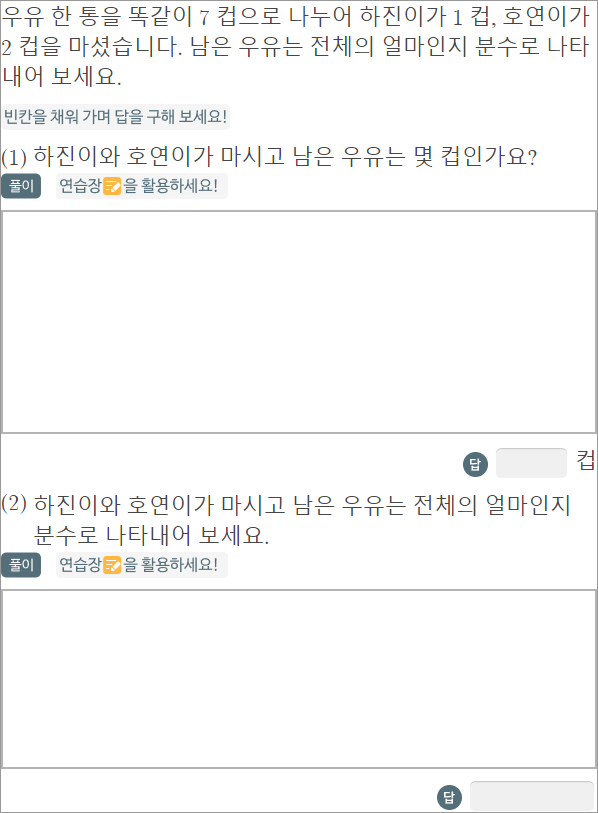 우유 한 통을 똑같이 7 컵으로 나누어 하진이가 1 컵, 호연이가
2 컵을 마셨습니다. 남은 우유는 전체의 얼마인지 분수로 나타
내어 보세요.
빈칸을 채워 가며 답을 구해 보세요!
(1) 하진이와 호연이가 마시고 남은 우유는 몇 컵인가요?
풀이 연습장을 활용하세요!
답 컵
(2) 하진이와 호연이가 마시고 남은 우유는 전체의 얼마인지
분수로 나타내어 보세요.
풀이 연습장을 활용하세요!
답